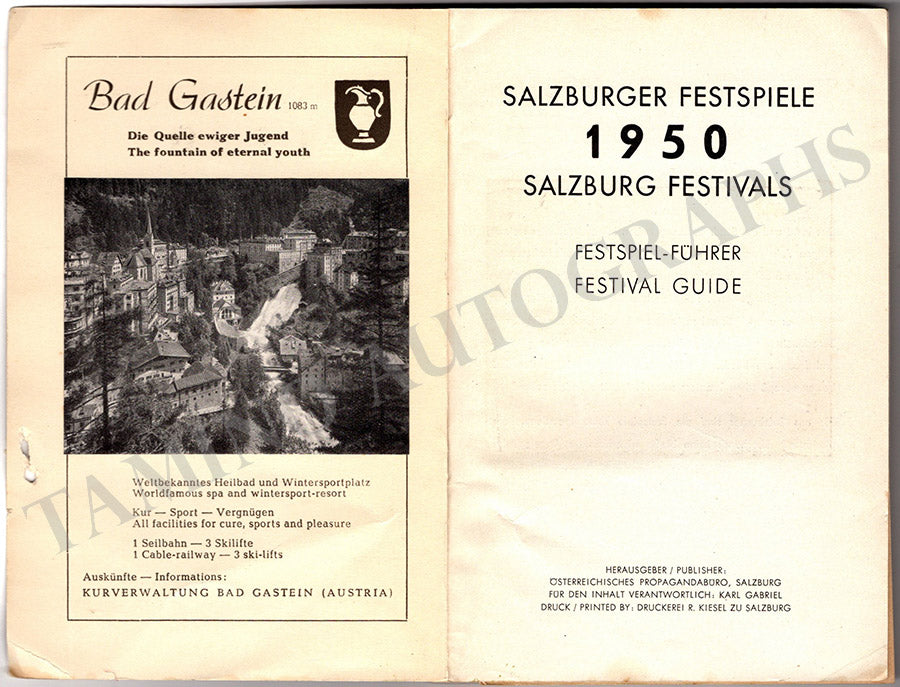 Bad Gastein 1083 m
Die Quelle ewiger Jugend
The fountain of eternal youth
Weltbekanntes Heilbad und Wintersportplatz
Worldfamous spa and wintersport-resort
Kur — Sport — Vergnügen
All facilities for cure, sports and pleasure
1 Seilbahn — 3 Skilifte
1 Cable-railway — 3 ski-lifts
Auskünfte — Informations:
KURVERWALTUNG BAD GASTEIN (AUSTRIA)
SALZBURGER FESTSPIELE
1950
SALZBURG FESTIVALS
FESTSPIEL-FÜHRER
FESTIVAL GUIDE
HERAUSGEBER / PUBLISHER:
ÖSTERREICHISCHES PROPAGANDABÜRO, SALZBURG
FÜR DEN INHALT VERANTWORTLICH: KARL GABRIEL
DRUCK / PRINTED BY: DRUCKEREI R. KIESEL ZU SALZBURG
TAMINO AUTOGRAPHS